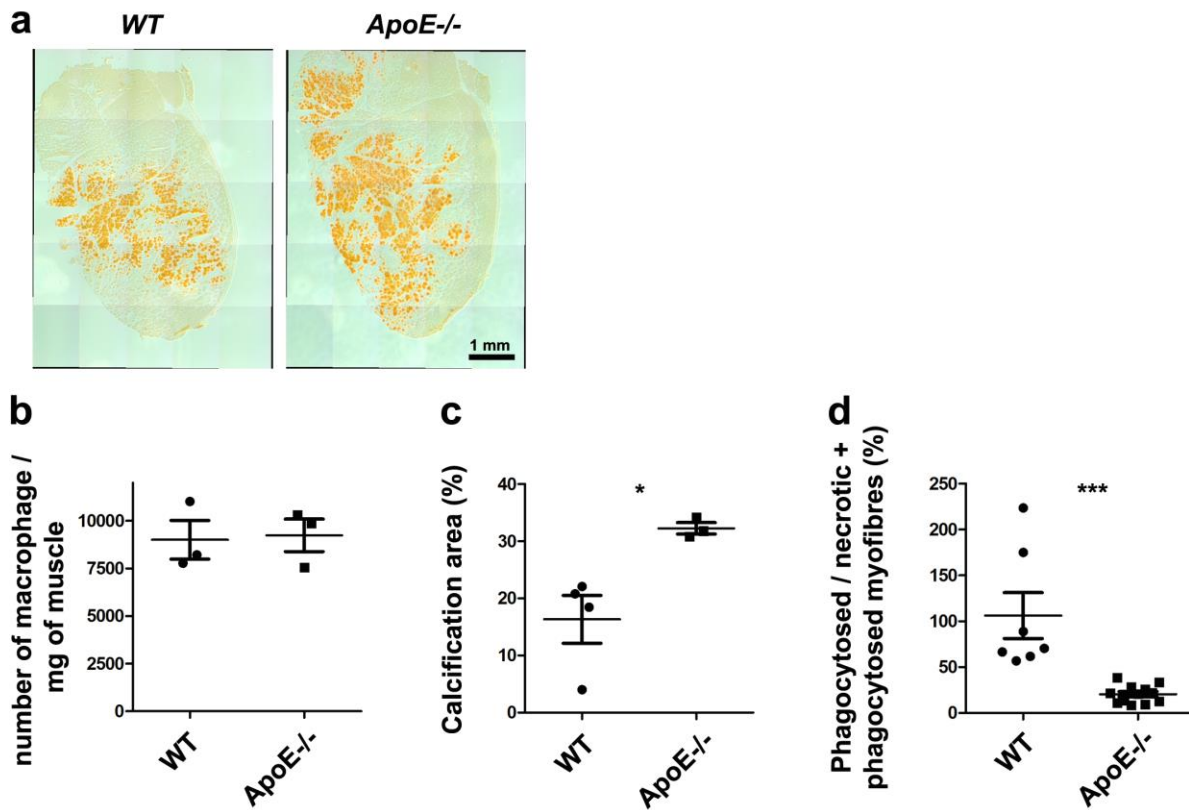 a
WT
ApoE-/-
1 mm
b
number of macrophage /
mg of muscle
10000
7500
5000
2500
0
WT
ApoE-/-
c
Calcification area (%)
40
30
20
10
0
*
WT
ApoE-/-
d
Phagocytosed / necrotic +
phagocytosed myofibres (%)
250
200
150
100
50
0
***
WT
ApoE-/-